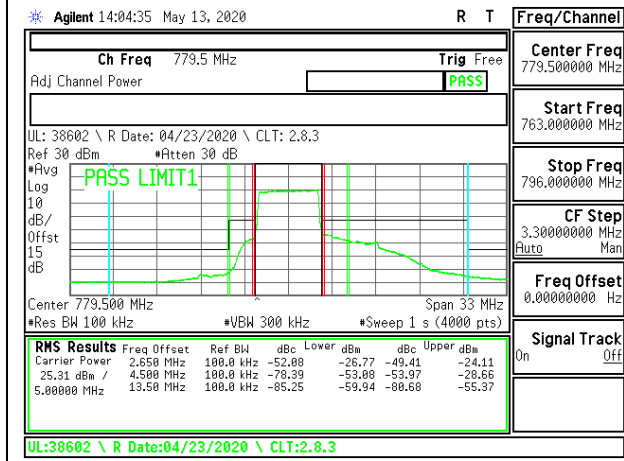 Agilent 14:04:35 May 13, 2020 R T
Freq/Channel
Ch Freq 779.5 MHz Trig Free
Adj Channel Power PASS
Center Freq
779.500000 MHz
Start Freq
763.000000 MHz
Stop Freq
796.000000 MHz
CF Step
3.30000000 MHz
Auto Man
Freq Offset
0.00000000 Hz
Signal Track
On Off
UL: 38602 \ R Date: 04/23/2020 \ CLT: 2.8.3
Ref 30 dBm #Atten 30 dB
#Avg
Log
10
dB/
Offst
15
dB
PASS LIMIT1
Center 779.500 MHz Span 33 MHz
#Res BW 100 kHz #VBW 300 kHz #Sweep 1 s (4000 pts)
RMS Results Freq Offset Ref BW dBc Lower dBm dBc Upper dBm
Carrier Power 2.650 MHz 100.0 kHz -52.08 -26.77 -49.41 -24.11
25.31 dBm / 4.500 MHz 100.0 kHz -78.39 -53.08 -53.97 -28.66
5.00000 MHz 13.50 MHz 100.0 kHz -85.25 -59.94 -80.68 -55.37
UL:38602 \ R Date:04/23/2020 \ CLT:2.8.3